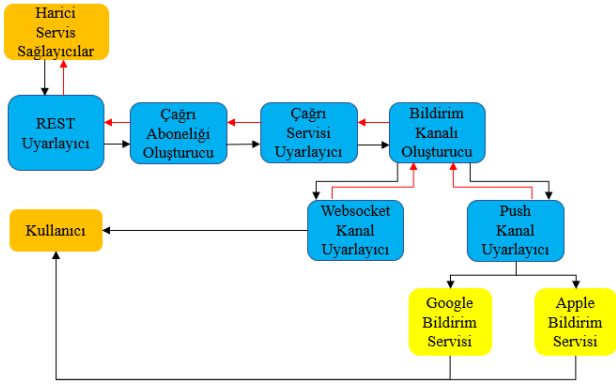 Harici
Servis
Sağlayıcılar
REST
Uyarlayıcı
Çağrı
Aboneliği
Oluşturucu
Çağrı
Servisi
Uyarlayıcı
Bildirim
Kanalı
Oluşturucu
Kullanıcı
Websocket
Kanal
Uyarlayıcı
Push
Kanal
Uyarlayıcı
Google
Bildirim
Servisi
Apple
Bildirim
Servisi